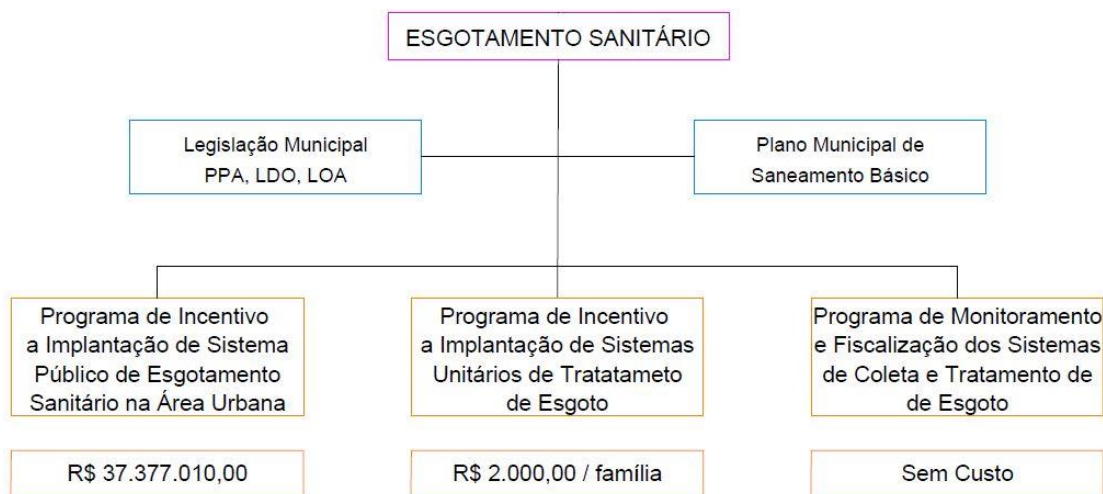 ESGOTAMENTO SANITÁRIO
Legislação Municipal
PPA, LDO, LOA
Plano Municipal de
Saneamento Básico
Programa de Incentivo
a Implantação de Sistema
Público de Esgotamento
Sanitário na Área Urbana
Programa de Incentivo
a Implantação de Sistemas
Unitários de Tratatameto
de Esgoto
Programa de Monitoramento
e Fiscalização dos Sistemas
de Coleta e Tratamento de
de Esgoto
R$ 37.377.010,00
R$ 2.000,00 / família
Sem Custo